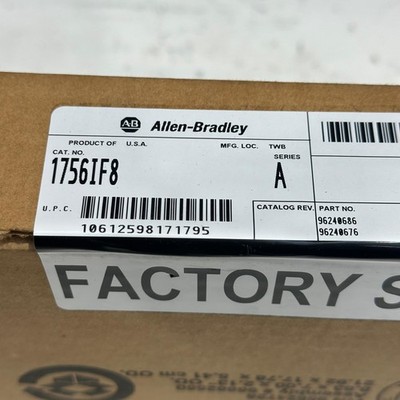 AB Allen-Bradley
PRODUCT OF U.S.A. MFG. LOC. TWB
CAT. NO. SERIES
1756IF8 A
U.P.C. CATALOG REV. PART NO.
10612598171795 96240686
96240676
FACTORY S